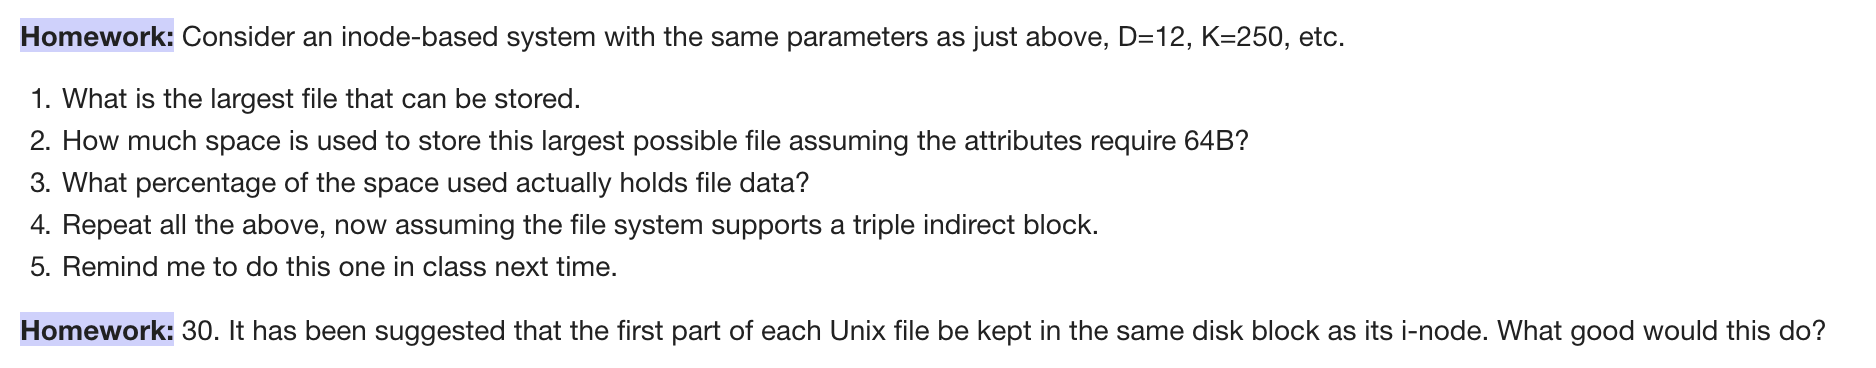 Homework: Consider an inode-based system with the same parameters as just above, D=12, K=250, etc.
1. What is the largest file that can be stored.
2. How much space is used to store this largest possible file assuming the attributes require 64B?
3. What percentage of the space used actually holds file data?
4. Repeat all the above, now assuming the file system supports a triple indirect block.
5. Remind me to do this one in class next time.
Homework: 30. It has been suggested that the first part of each Unix file be kept in the same disk block as its i-node. What good would this do?